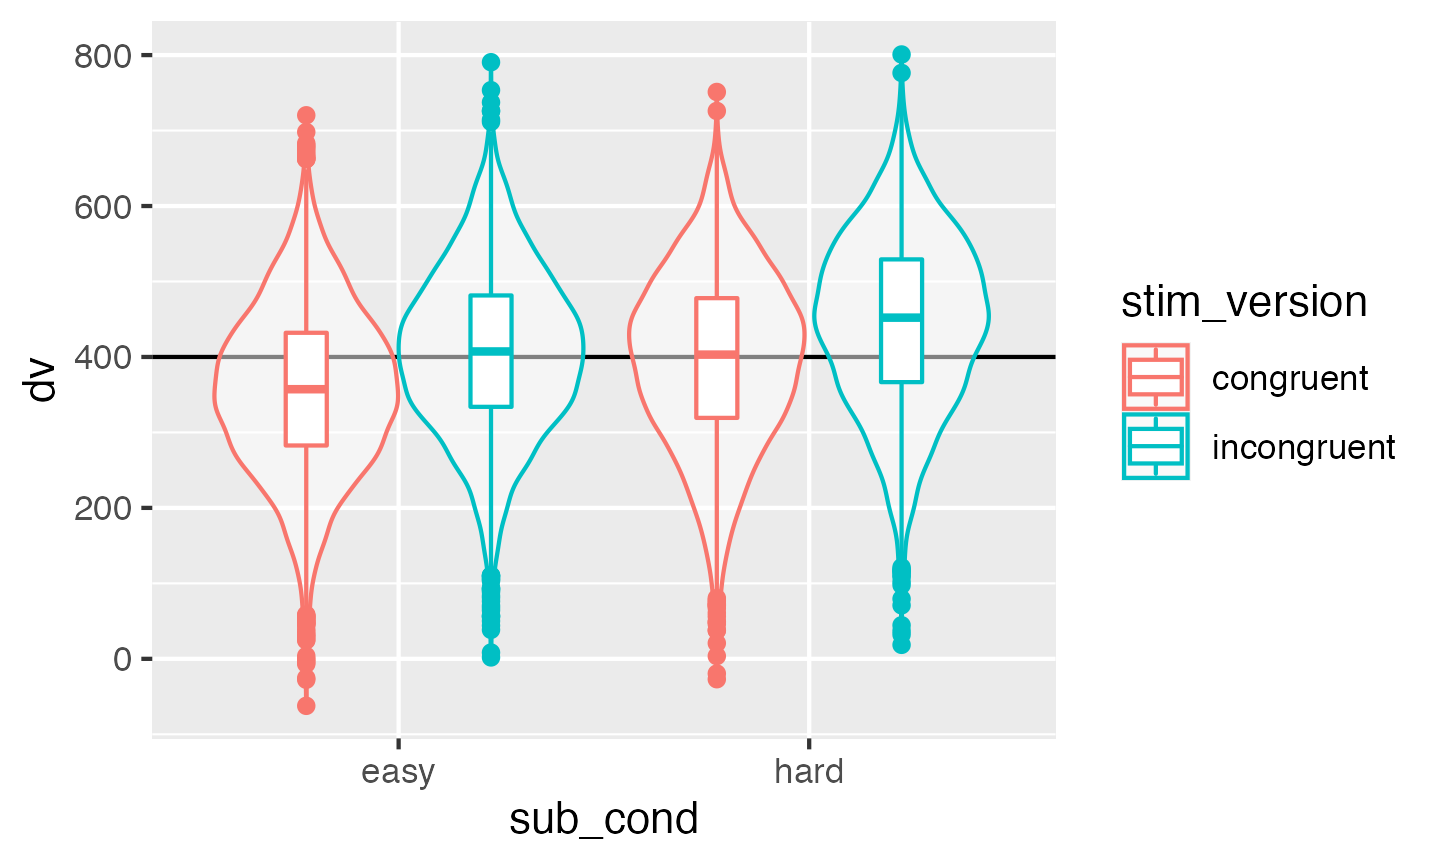 800
600
400
200
0
dv
easy
hard
sub_cond
stim_version
congruent
incongruent